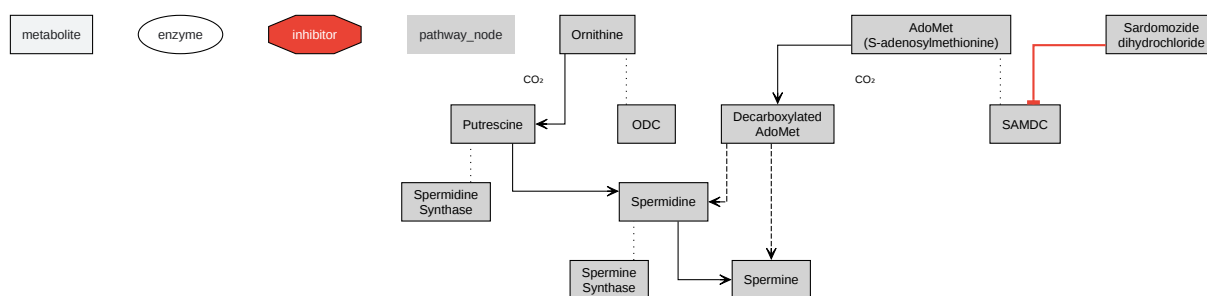 metabolite
enzyme
inhibitor
pathway_node
Ornithine
AdoMet
(S-adenosylmethionine)
Sardomozide
dihydrochloride
CO₂
CO₂
Putrescine
ODC
Decarboxylated
AdoMet
SAMDC
Spermidine
Synthase
Spermidine
Spermine
Synthase
Spermine